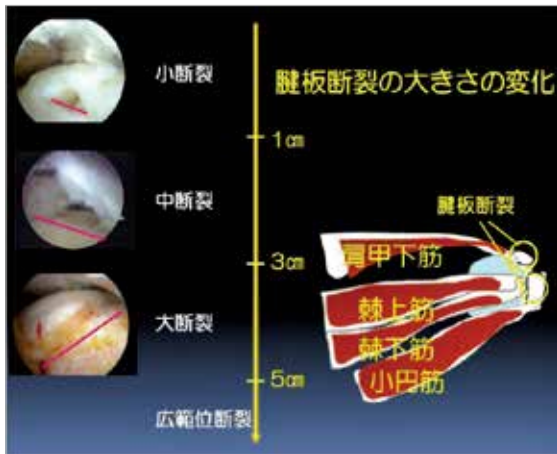 小断裂
腱板断裂の大きさの変化
1㎝
中断裂
腱板断裂
3㎝
肩甲下筋
大断裂
棘上筋
棘下筋
小円筋
5㎝
広範位断裂